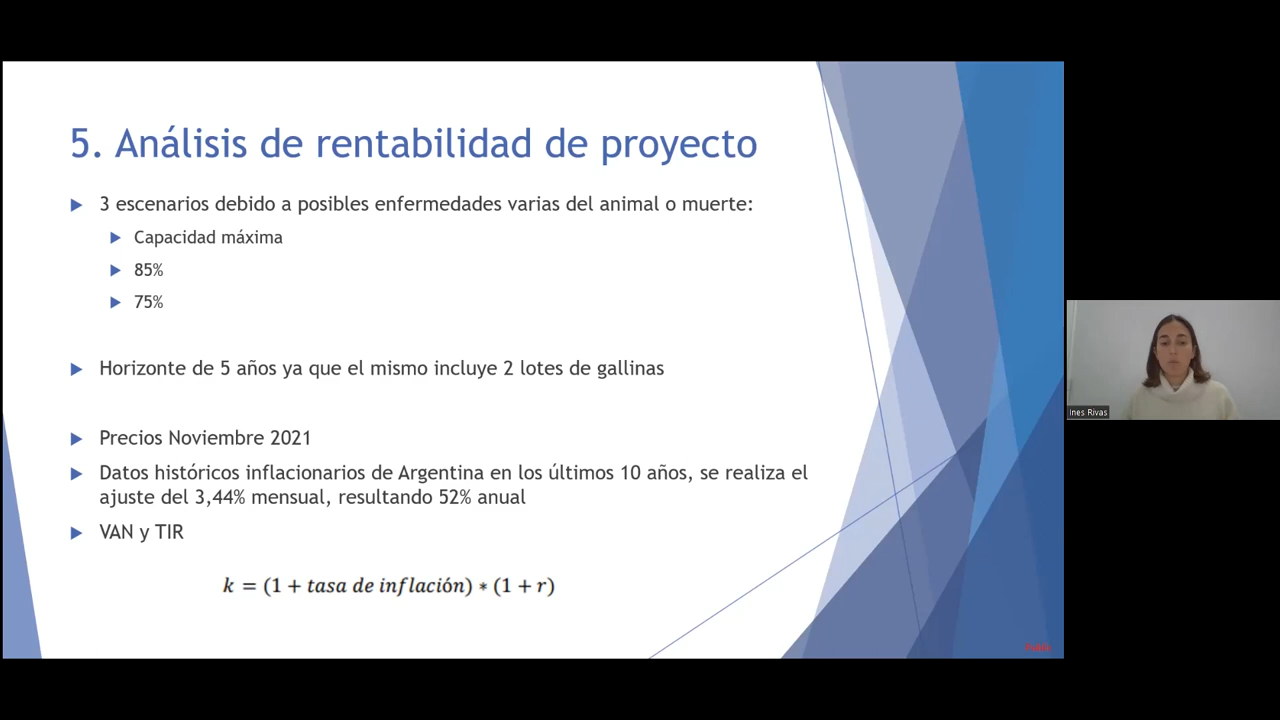 5. Análisis de rentabilidad de proyecto
3 escenarios debido a posibles enfermedades varias del animal o muerte:
Capacidad máxima
85%
75%
Horizonte de 5 años ya que el mismo incluye 2 lotes de gallinas
Precios Noviembre 2021
Datos históricos inflacionarios de Argentina en los últimos 10 años, se realiza el
ajuste del 3,44% mensual, resultando 52% anual
VAN y TIR
k = (1 + tasa de inflación) * (1 + r)
Ines Rivas